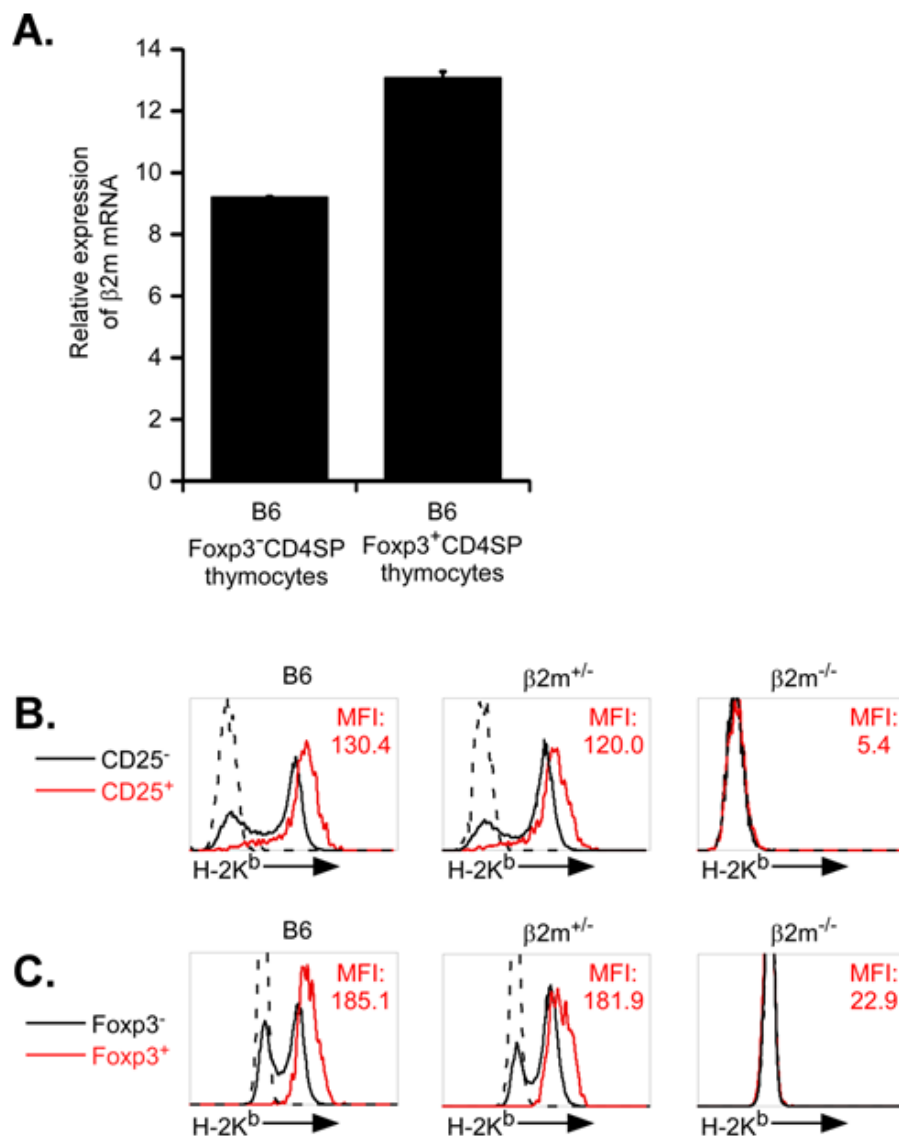 A.
14
12
10
8
6
4
2
0
Relative expression
of β2m mRNA
B6
Foxp3⁻CD4SP
thymocytes
B6
Foxp3⁺CD4SP
thymocytes
B.
CD25⁻
CD25⁺
B6
MFI:
130.4
H-2Kᵇ
β2m⁺/⁻
MFI:
120.0
H-2Kᵇ
β2m⁻/⁻
MFI:
5.4
H-2Kᵇ
C.
Foxp3⁻
Foxp3⁺
B6
MFI:
185.1
H-2Kᵇ
β2m⁺/⁻
MFI:
181.9
H-2Kᵇ
β2m⁻/⁻
MFI:
22.9
H-2Kᵇ